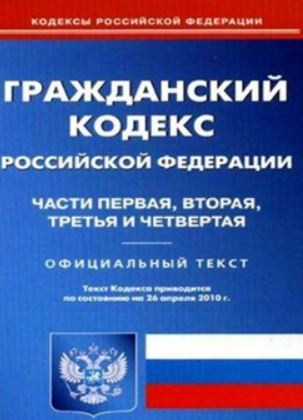 КОДЕКСЫ РОССИЙСКОЙ ФЕДЕРАЦИИ
ГРАЖДАНСКИЙ
КОДЕКС
РОССИЙСКОЙ ФЕДЕРАЦИИ
ЧАСТИ ПЕРВАЯ, ВТОРАЯ,
ТРЕТЬЯ И ЧЕТВЕРТАЯ
ОФИЦИАЛЬНЫЙ ТЕКСТ
Текст Кодекса приводится
по состоянию на 26 апреля 2010 г.